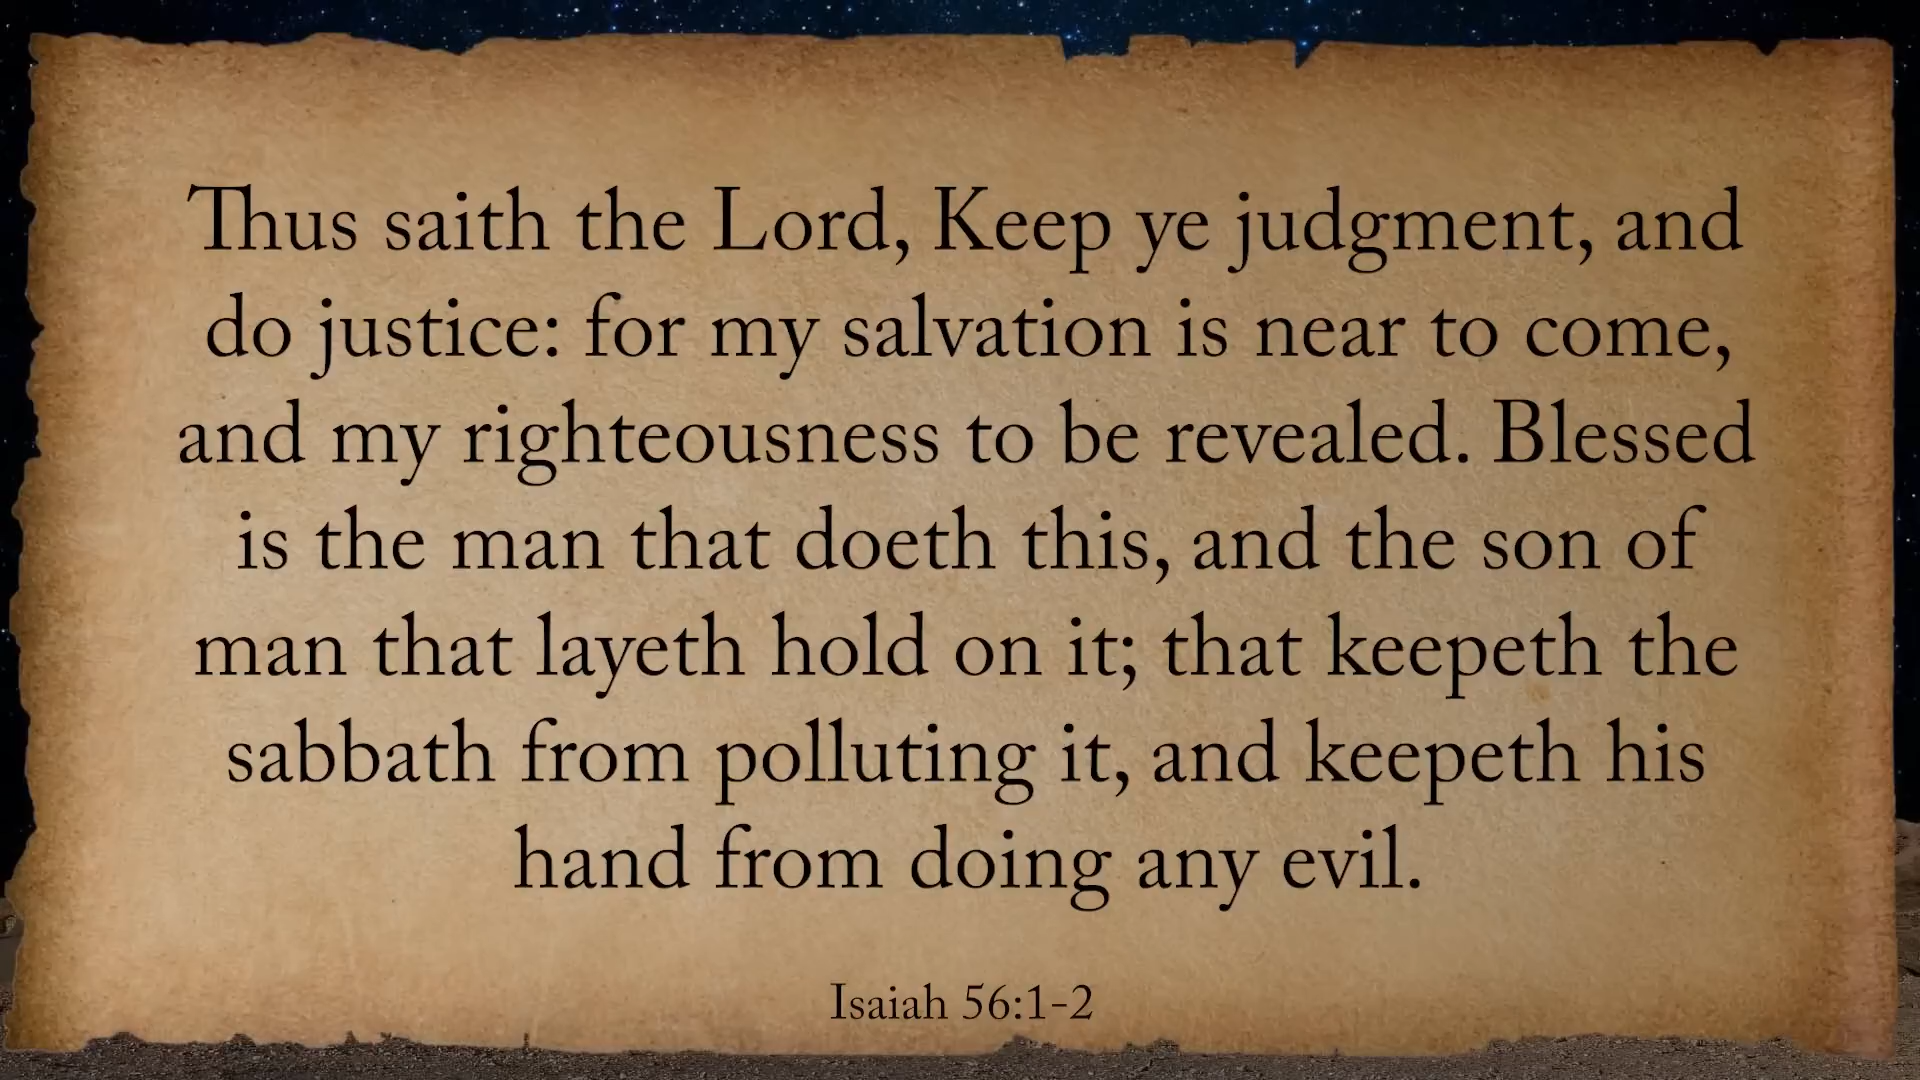 Thus saith the Lord, Keep ye judgment, and
do justice: for my salvation is near to come,
and my righteousness to be revealed. Blessed
is the man that doeth this, and the son of
man that layeth hold on it; that keepeth the
sabbath from polluting it, and keepeth his
hand from doing any evil.
Isaiah 56:1-2